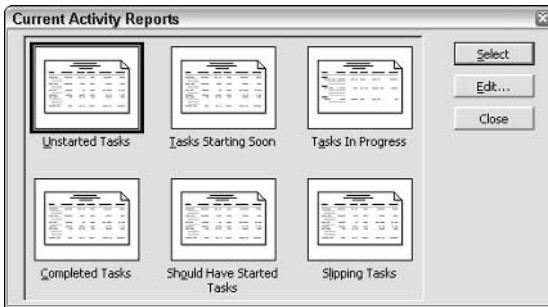 Current Activity Reports
Select
Edit...
Close
Unstarted Tasks
Tasks Starting Soon
Tasks In Progress
Completed Tasks
Should Have Started
Tasks
Slipping Tasks